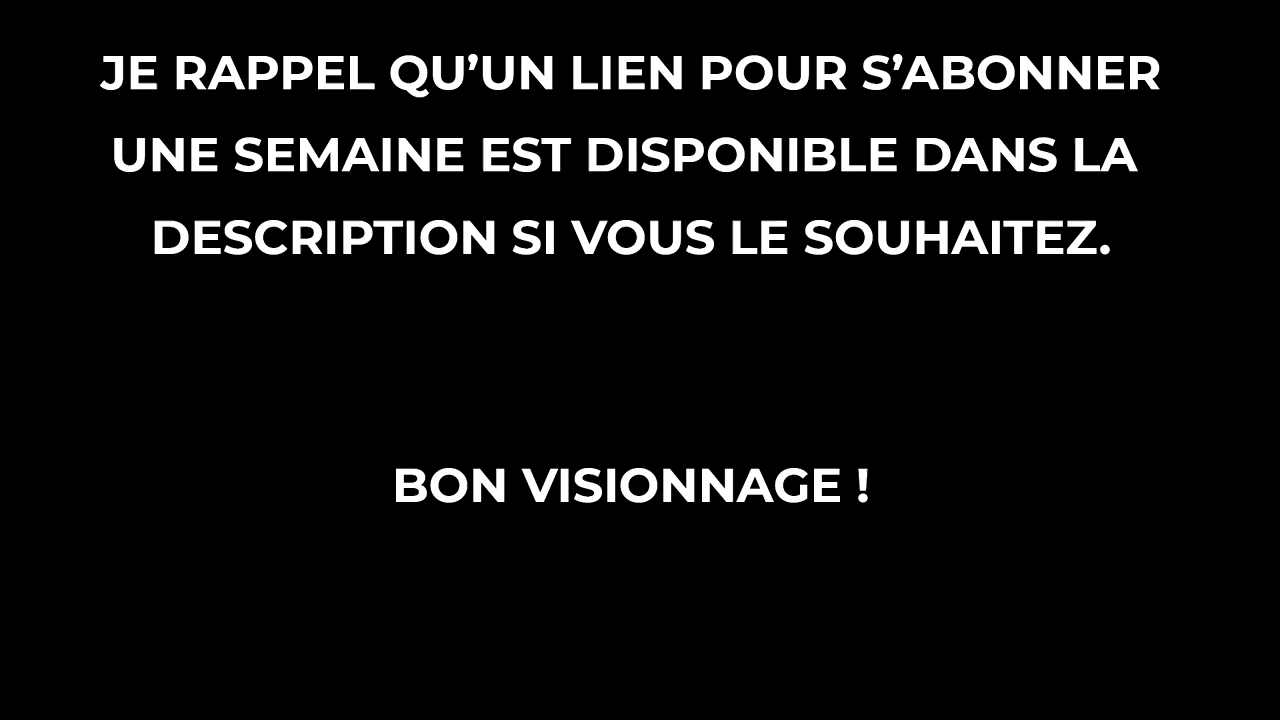 JE RAPPEL QU’UN LIEN POUR S’ABONNER
UNE SEMAINE EST DISPONIBLE DANS LA
DESCRIPTION SI VOUS LE SOUHAITEZ.
BON VISIONNAGE !